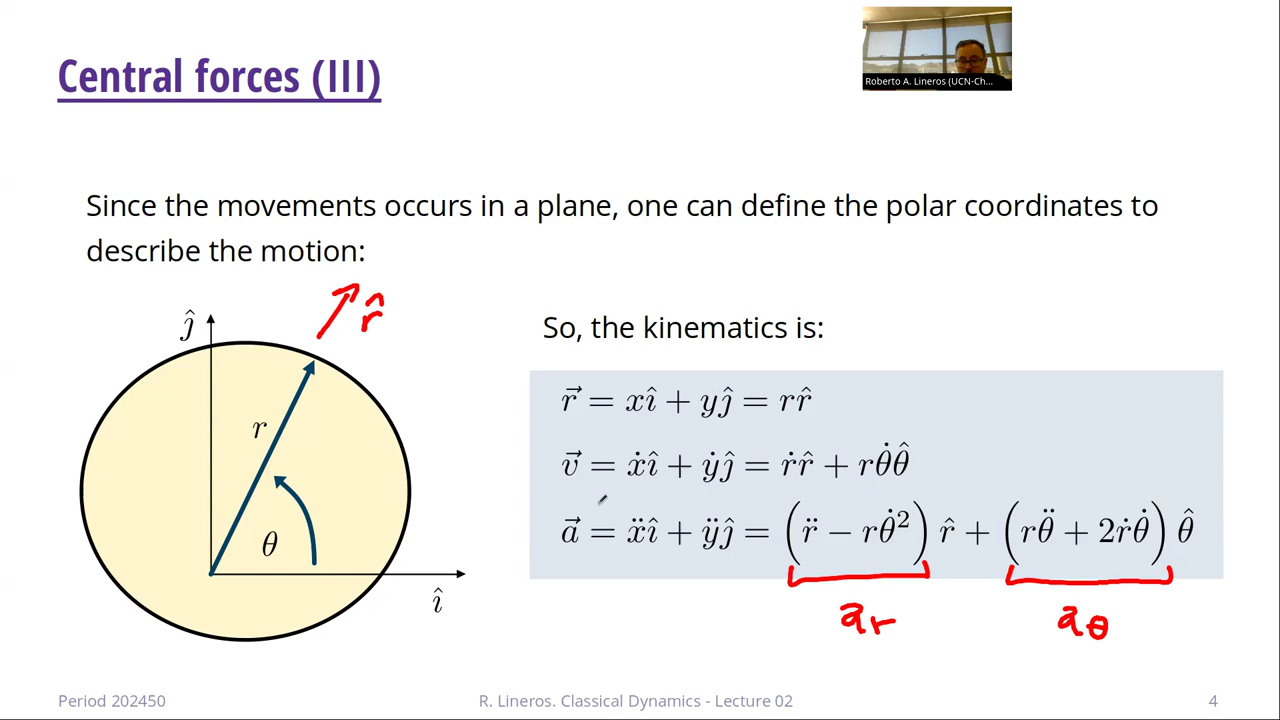 Central forces (III)
Roberto A. Lineros (UCN-Ch...
Since the movements occurs in a plane, one can define the polar coordinates to
describe the motion:
r̂
ĵ
r
θ
î
So, the kinematics is:
r⃗ = xî + yĵ = rr̂
v⃗ = ẋî + ẏĵ = ṙr̂ + rθ̇θ̂
a⃗ = ẍî + ÿĵ = (r̈ − rθ̇²) r̂ + (rθ̈ + 2ṙθ̇) θ̂
a_r a_θ
Period 202450 R. Lineros. Classical Dynamics - Lecture 02 4